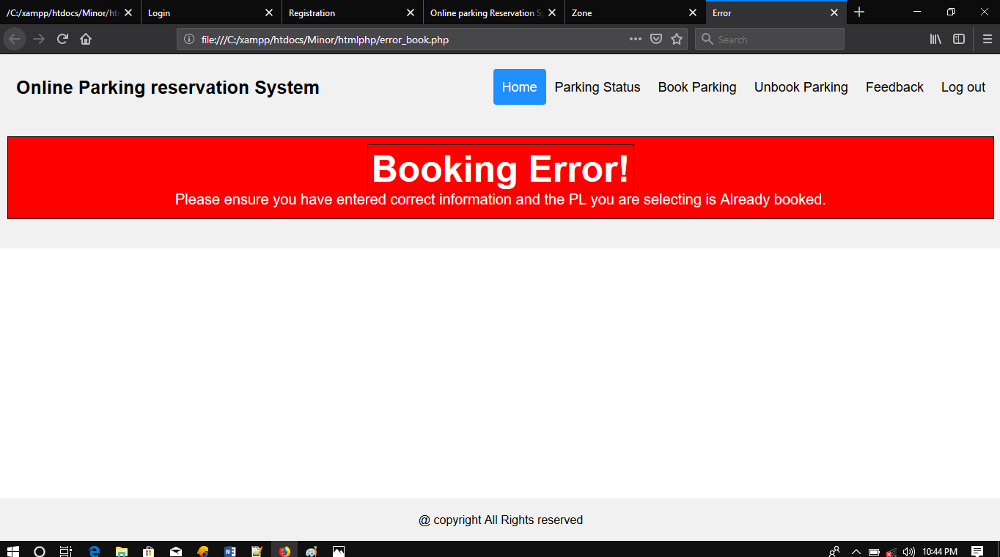 /C:/xampp/htdocs/Minor/ht
Login
Registration
Online parking Reservation S
Zone
Error
file:///C:/xampp/htdocs/Minor/htmlphp/error_book.php
Search
Online Parking reservation System
Home
Parking Status
Book Parking
Unbook Parking
Feedback
Log out
Booking Error!
Please ensure you have entered correct information and the PL you are selecting is Already booked.
@ copyright All Rights reserved
10:44 PM